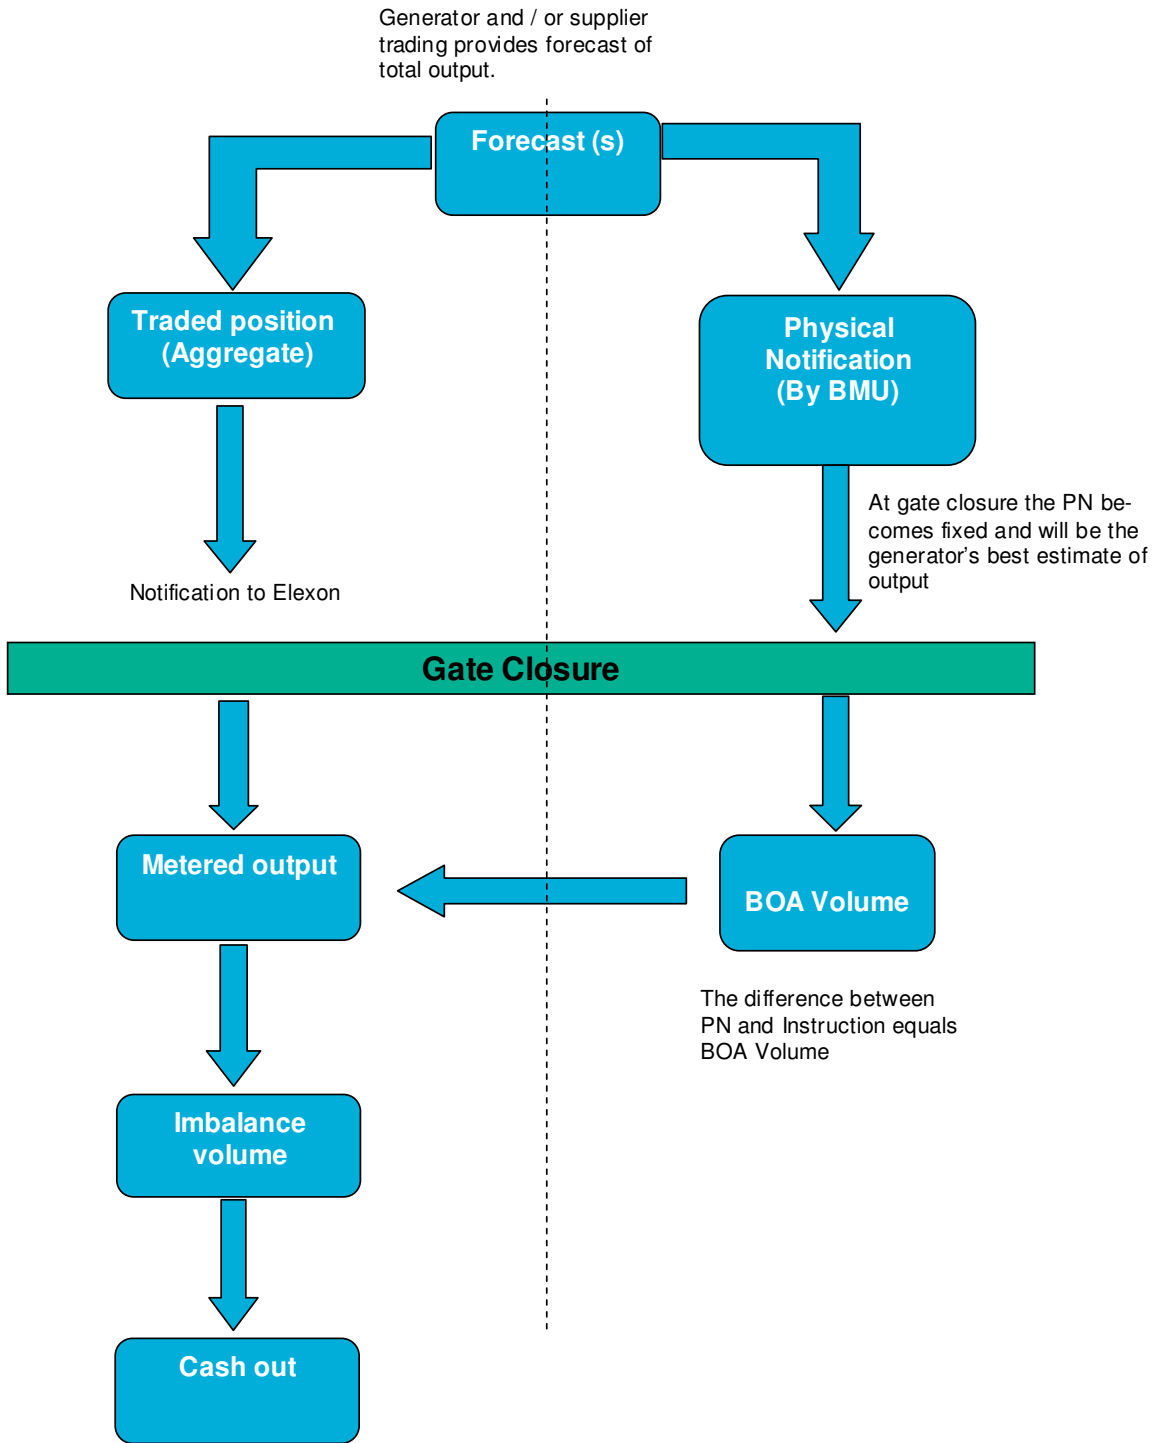 Generator and / or supplier
trading provides forecast of
total output.
Forecast (s)
Traded position
(Aggregate)
Physical
Notification
(By BMU)
At gate closure the PN be-
comes fixed and will be the
generator's best estimate of
output
Notification to Elexon
Gate Closure
Metered output
BOA Volume
The difference between
PN and Instruction equals
BOA Volume
Imbalance
volume
Cash out